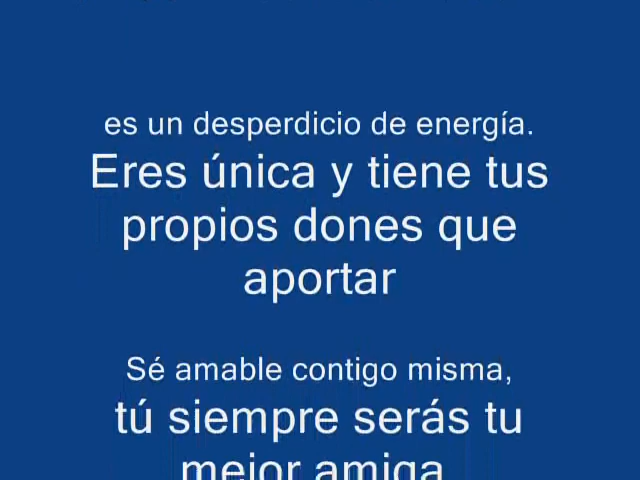 es un desperdicio de energía.
Eres única y tiene tus
propios dones que
aportar
Sé amable contigo misma,
tú siempre serás tu
mejor amiga